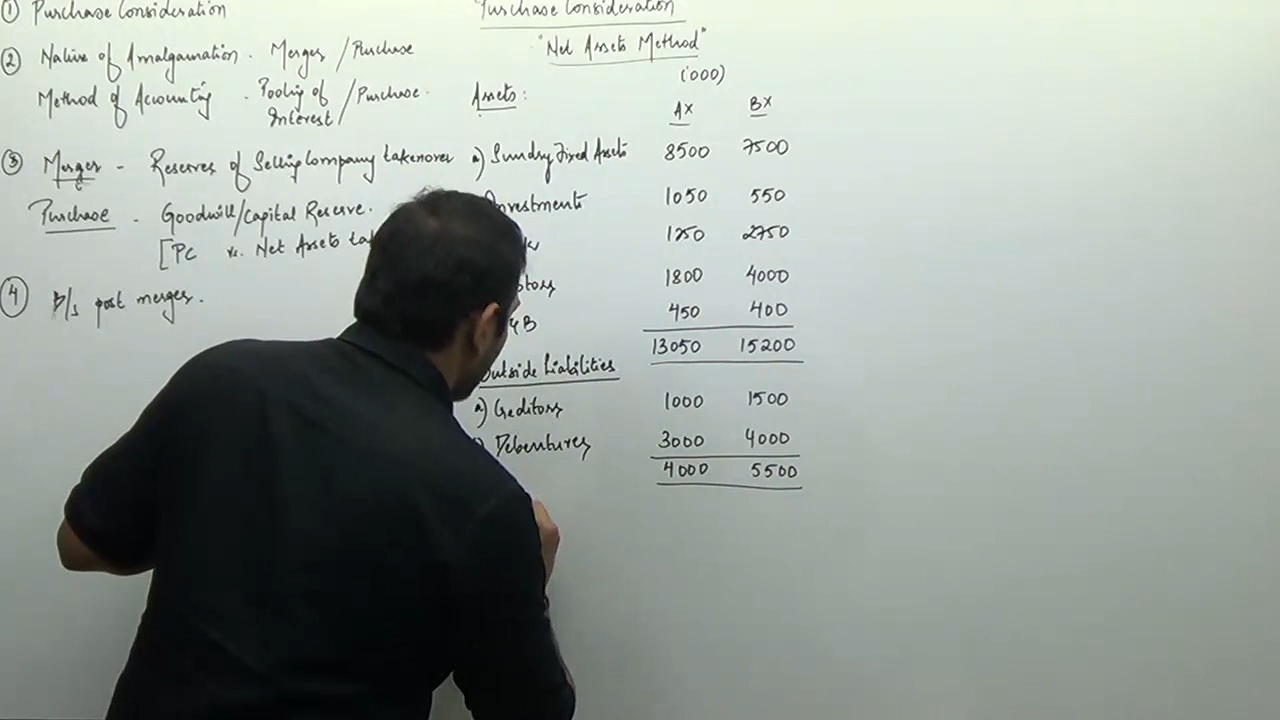 ① Purchase Consideration
② Nature of Amalgamation. Merger / Purchase
Method of Accounting - Pooling of Interest / Purchase.
③ Merger - Reserves of Selling Company takenover
Purchase - Goodwill/Capital Reserve.
[PC vs. Net Assets
④ B/s post merger.
Purchase Consideration
"Net Assets Method"
('000)
Assets: Ax Bx
a) Sundry Fixed Assets 8500 7500
Investments 1050 550
1250 2750
1800 4000
& B 450 400
13050 15200
Outside Liabilities
a) Creditors 1000 1500
Debentures 3000 4000
4000 5500